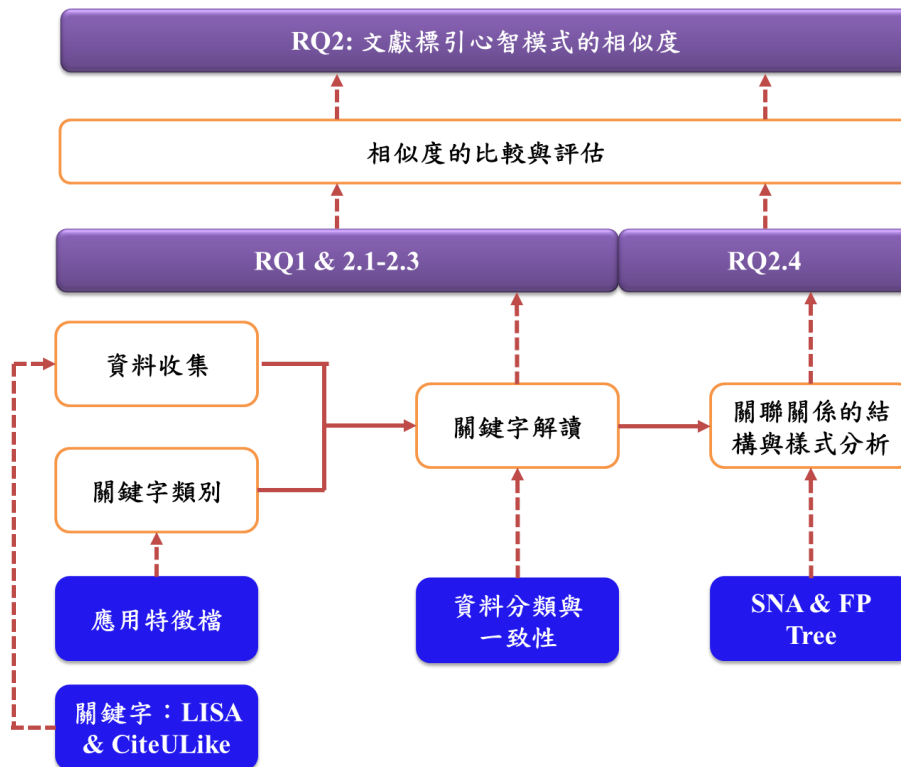 RQ2: 文獻標引心智模式的相似度
相似度的比較與評估
RQ1 & 2.1-2.3
RQ2.4
資料收集
關鍵字解讀
關聯關係的結
構與樣式分析
關鍵字類別
應用特徵檔
資料分類與
一致性
SNA & FP
Tree
關鍵字：LISA
& CiteULike